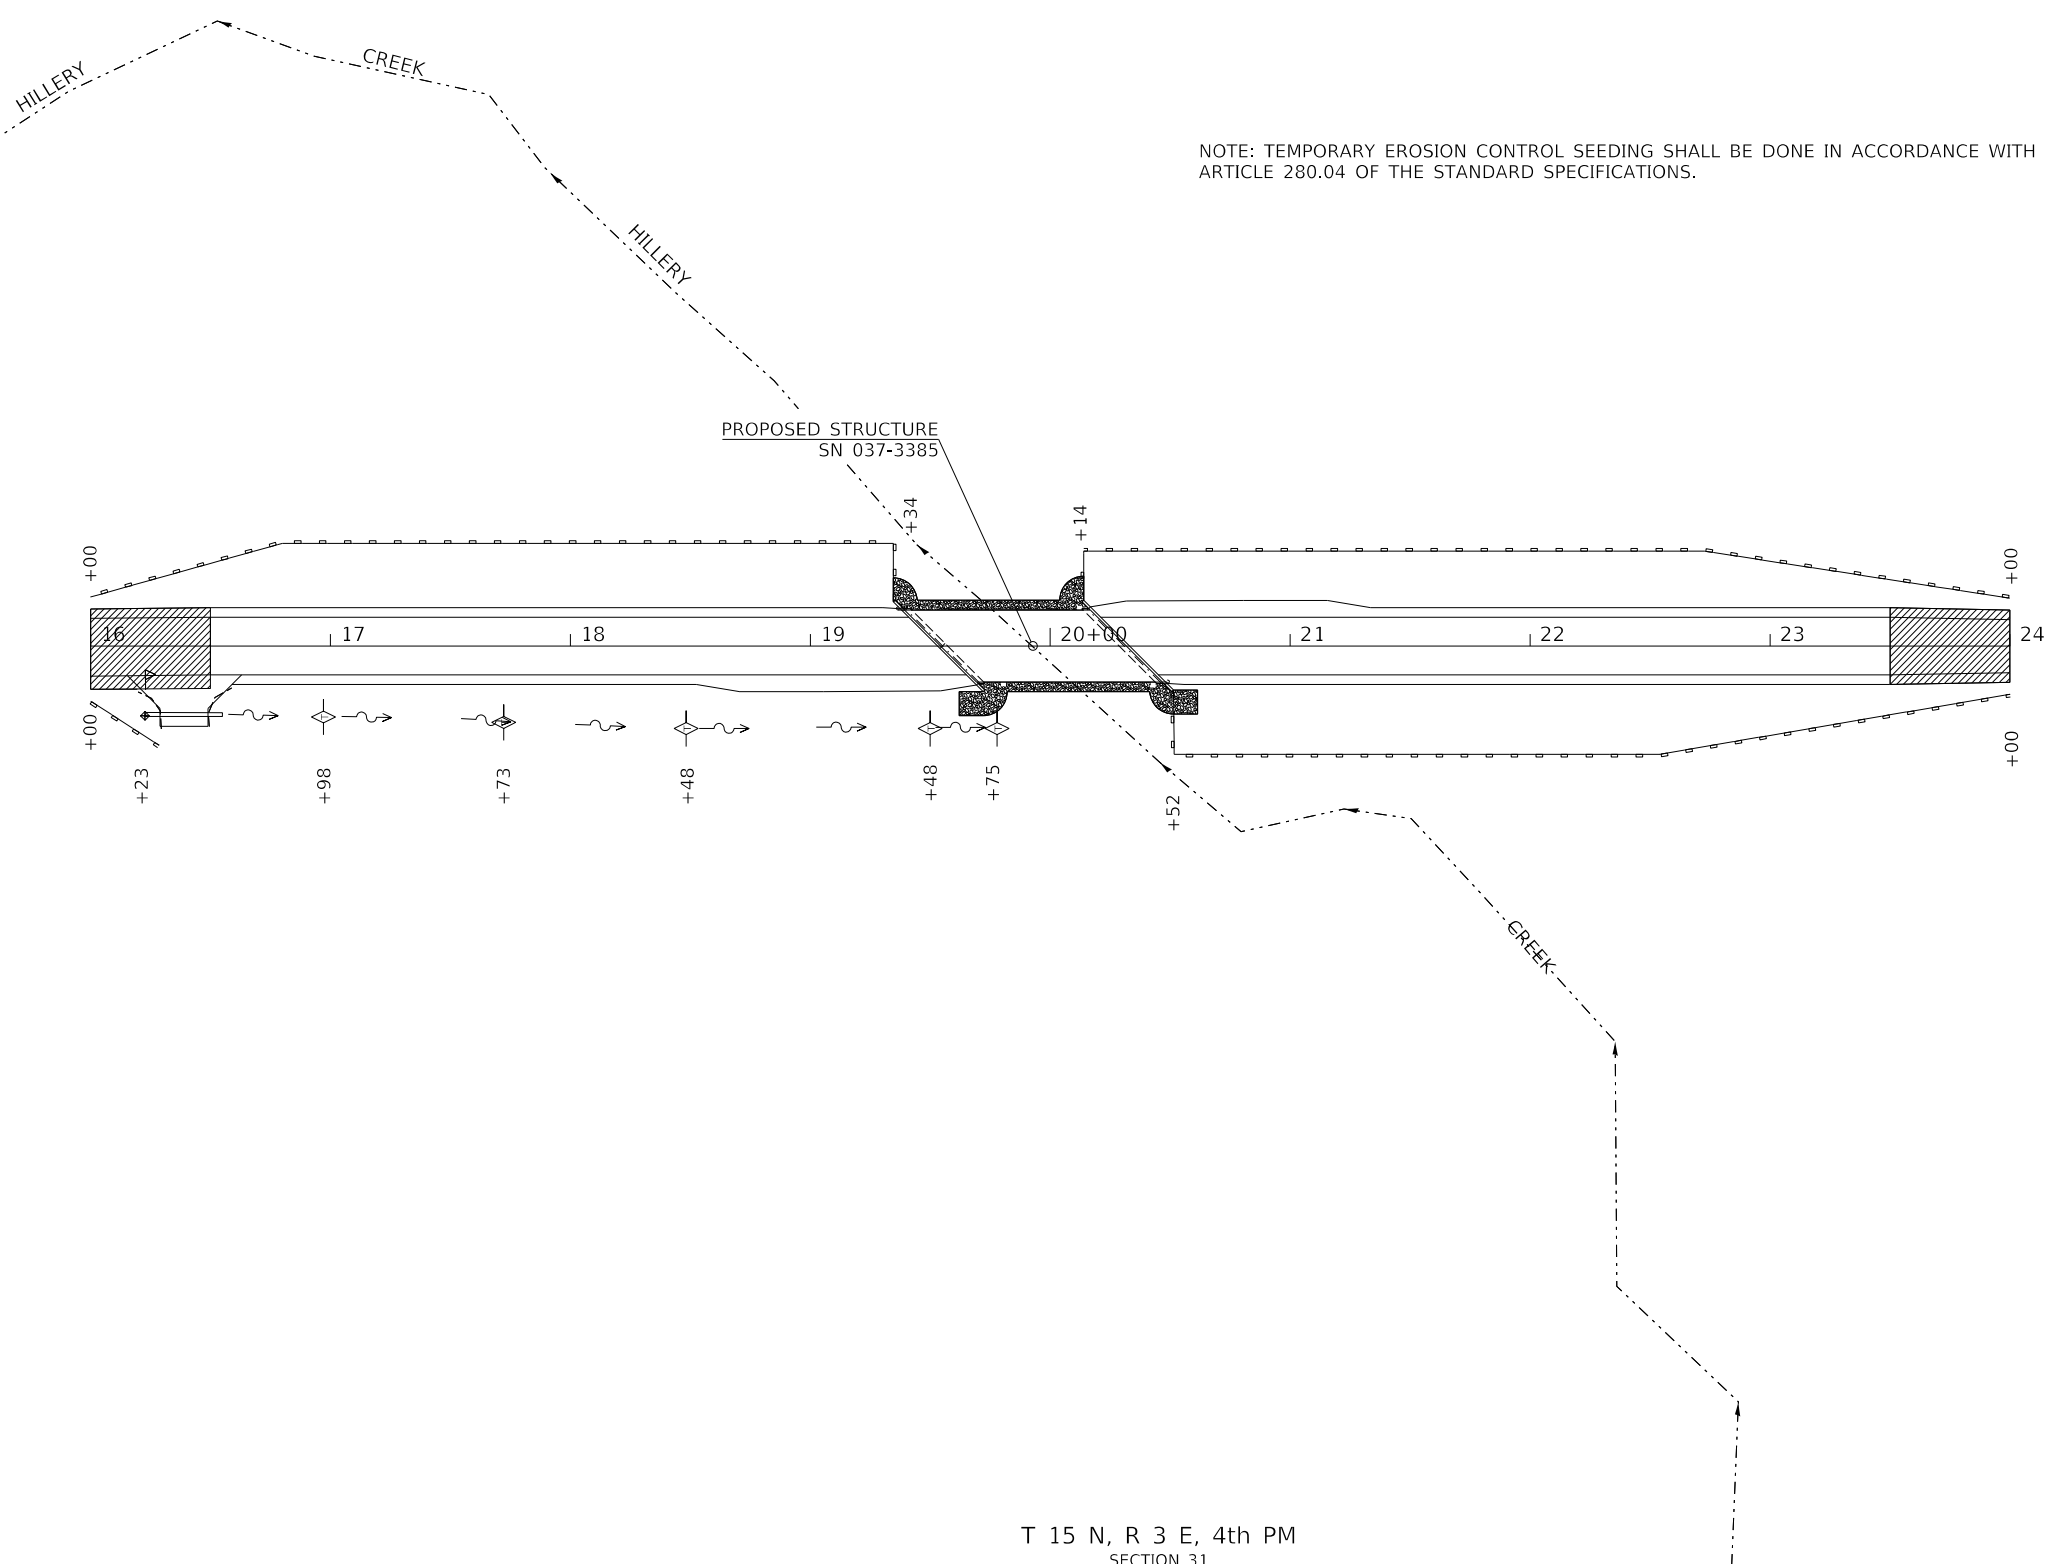 HILLERY
CREEK
NOTE: TEMPORARY EROSION CONTROL SEEDING SHALL BE DONE IN ACCORDANCE WITH
ARTICLE 280.04 OF THE STANDARD SPECIFICATIONS.
HILLERY
PROPOSED STRUCTURE
SN 037-3385
+00
+34
+14
+00
16
17
18
19
20+00
21
22
23
24
+00
+23
+98
+73
+48
+48
+75
+52
+00
CREEK
T 15 N, R 3 E, 4th PM
SECTION 31